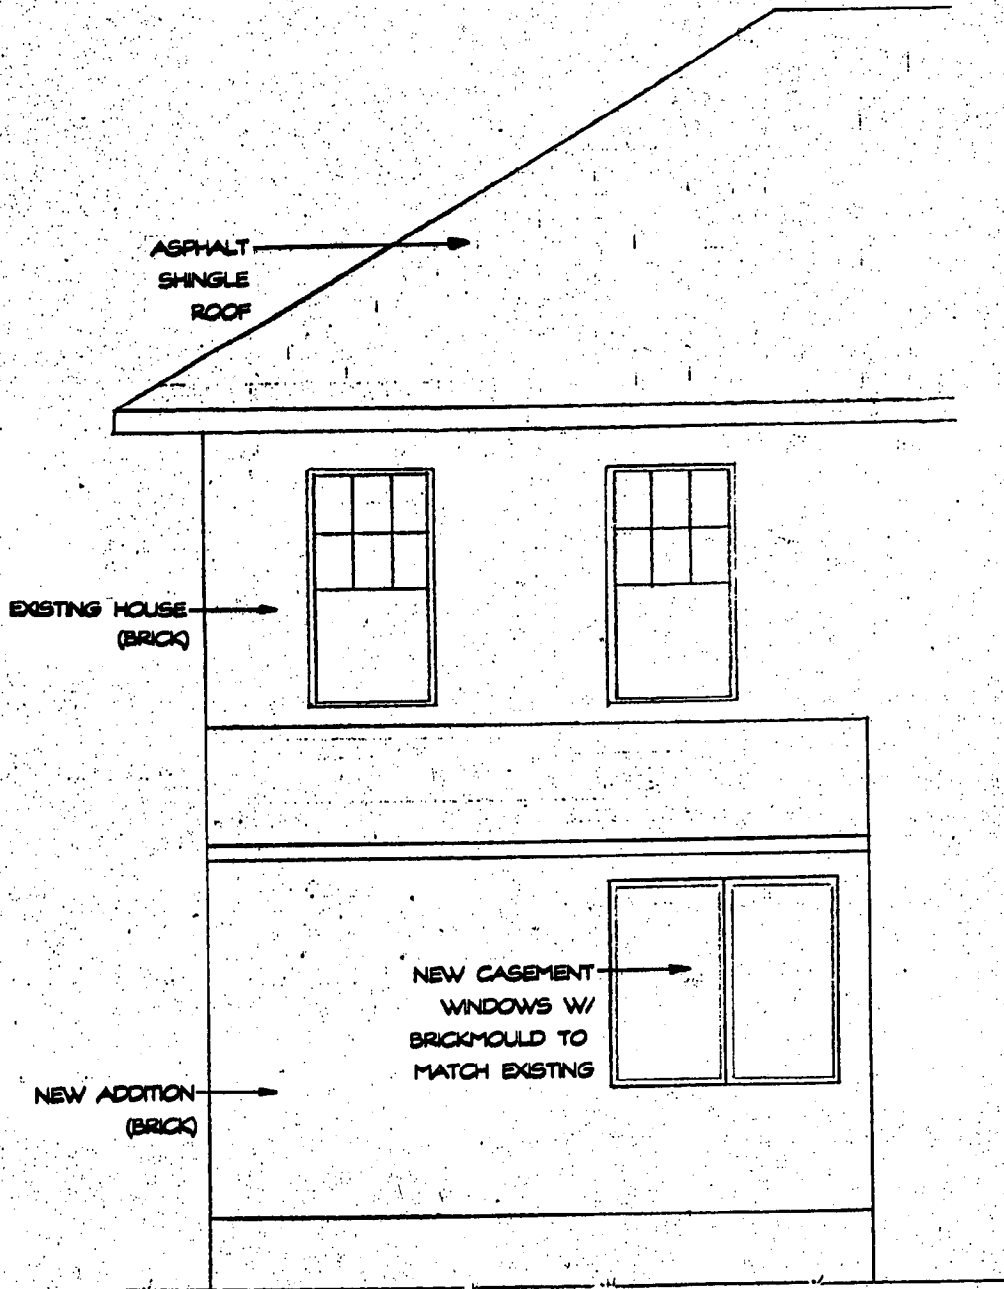 ASPHALT
SHINGLE
ROOF
EXISTING HOUSE
(BRICK)
NEW CASEMENT
WINDOWS W/
BRICKMOULD TO
MATCH EXISTING
NEW ADDITION
(BRICK)